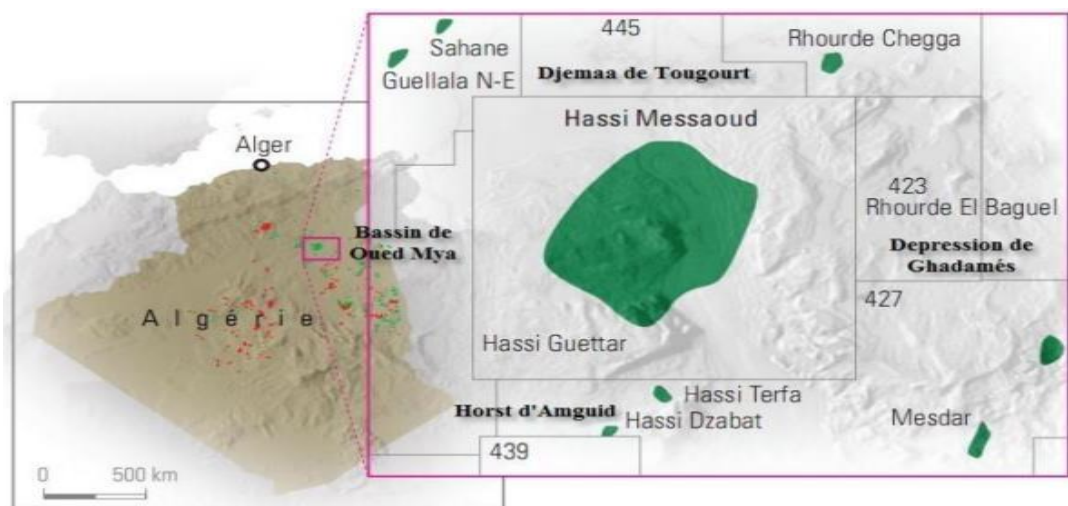 Alger
Algérie
0 500 km
445
Sahane
Guellala N-E
Djemaa de Tougourt
Rhourde Chegga
Hassi Messaoud
423
Rhourde El Baguel
Bassin de
Oued Mya
Depression de
Ghadamés
427
Hassi Guettar
Hassi Terfa
Horst d'Amguid
Hassi Dzabat
Mesdar
439